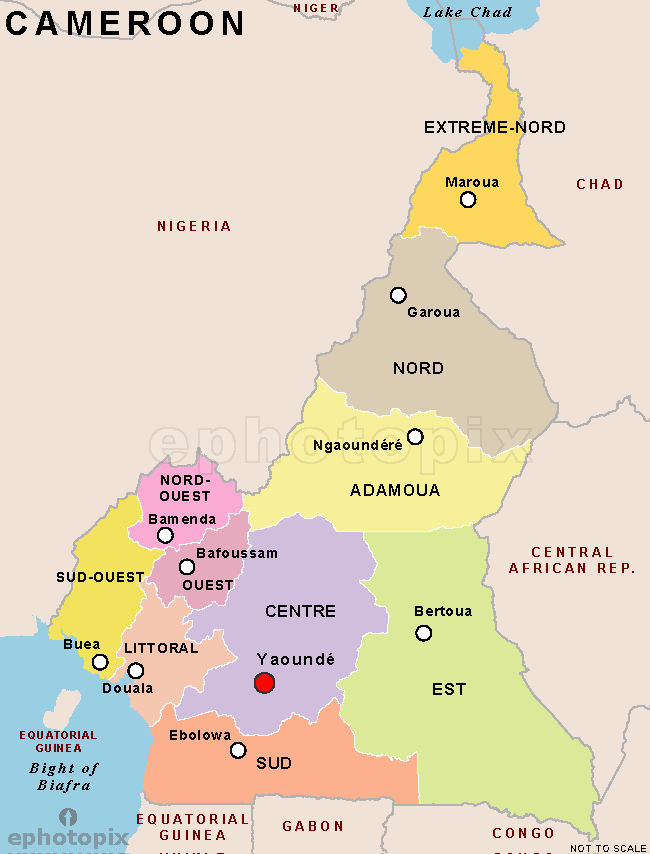 CAMEROON
NIGER
Lake Chad
EXTREME-NORD
Maroua
CHAD
NIGERIA
Garoua
NORD
ephotopix
Ngaoundéré
ADAMOUA
NORD-
OUEST
Bamenda
Bafoussam
OUEST
SUD-OUEST
CENTRAL
AFRICAN REP.
CENTRE
Bertoua
Buea
LITTORAL
Yaoundé
Douala
EST
Ebolowa
SUD
EQUATORIAL
GUINEA
Bight of
Biafra
ephotopix
EQUATORIAL
GUINEA
GABON
CONGO
NOT TO SCALE